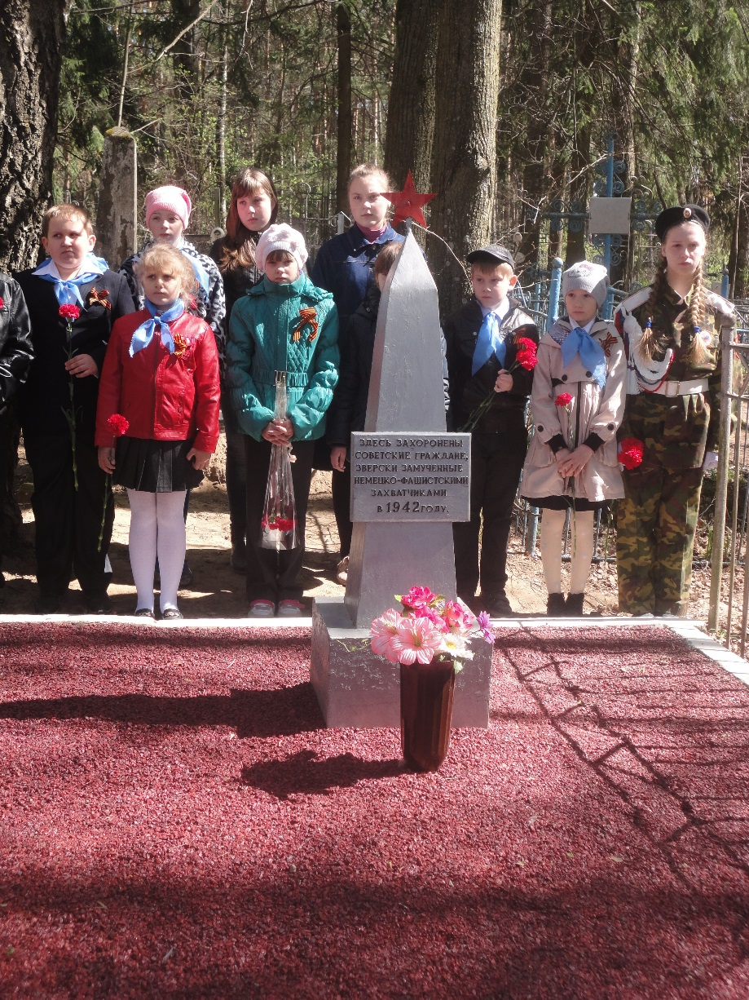 ЗДЕСЬ ЗАХОРОНЕНЫ
СОВЕТСКИЕ ГРАЖДАНЕ,
ЗВЕРСКИ ЗАМУЧЕННЫЕ
НЕМЕЦКО-ФАШИСТСКИМИ
ЗАХВАТЧИКАМИ
В 1942 ГОДУ.